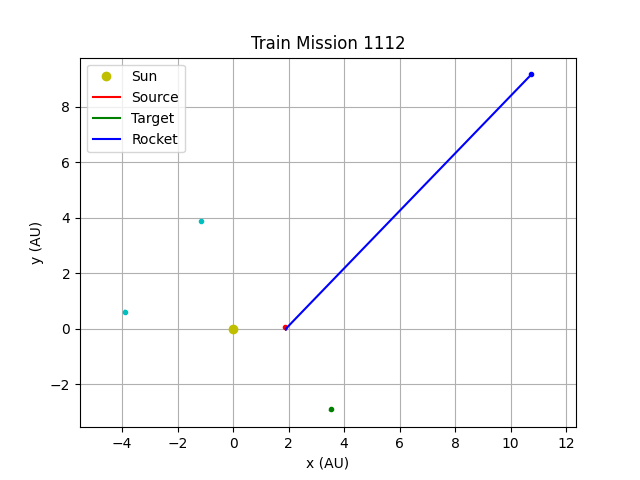 Train Mission 1112
Sun
Source
Target
Rocket
8
6
4
2
0
−2
−4 −2 0 2 4 6 8 10 12
x (AU)
y (AU)